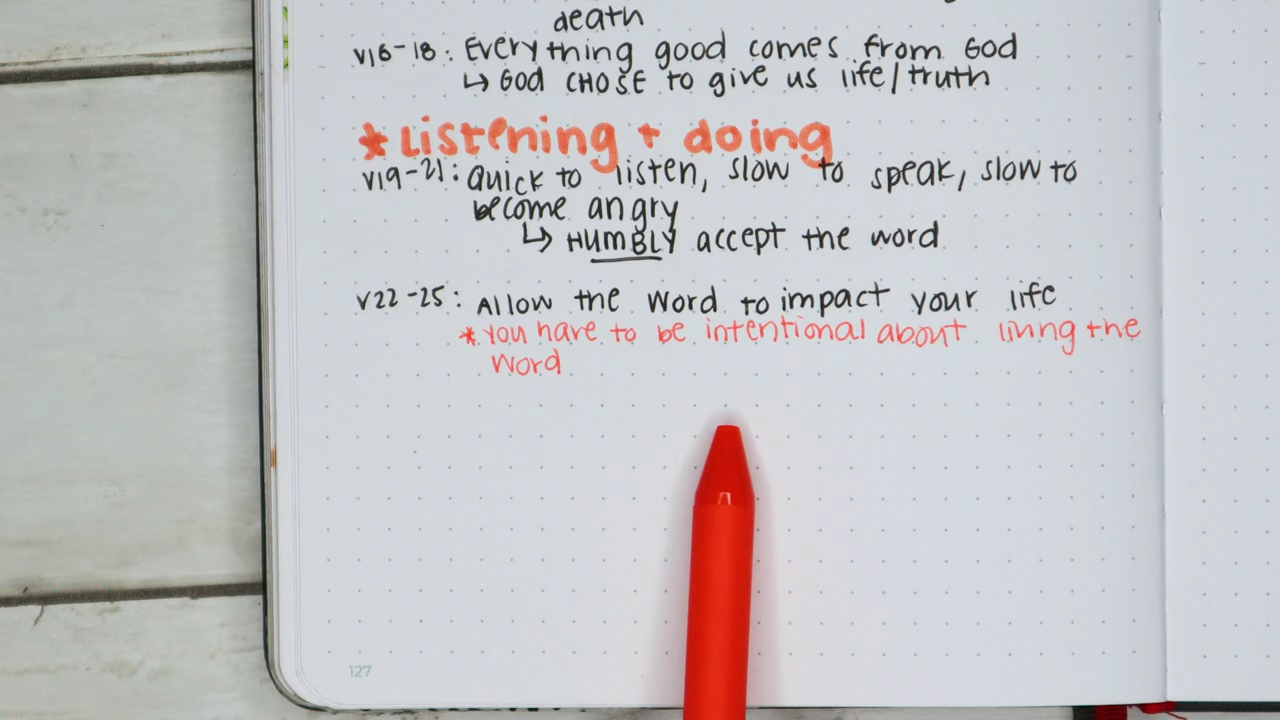 death
v16-18: Everything good comes from God
↳ God CHOSE to give us life/truth
*Listening + doing
v19-21: Quick to listen, slow to speak, slow to
become angry
↳ HUMBLY accept the word
v22-25: Allow the word to impact your life
*you have to be intentional about living the
Word
127